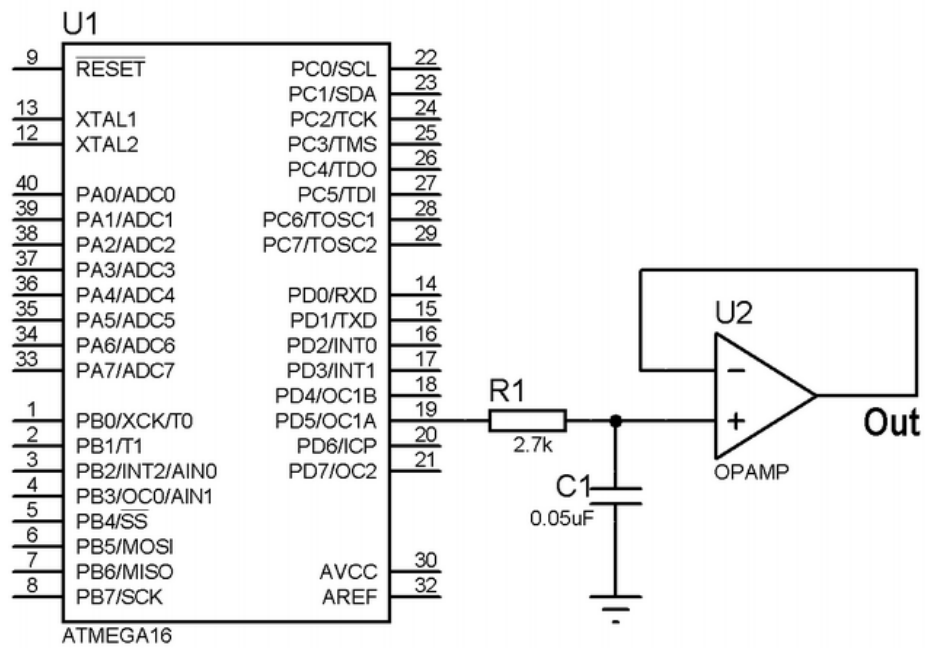 U1
9 RESET PC0/SCL 22
PC1/SDA 23
13 XTAL1 PC2/TCK 24
12 XTAL2 PC3/TMS 25
PC4/TDO 26
40 PA0/ADC0 PC5/TDI 27
39 PA1/ADC1 PC6/TOSC1 28
38 PA2/ADC2 PC7/TOSC2 29
37 PA3/ADC3
36 PA4/ADC4 PD0/RXD 14
35 PA5/ADC5 PD1/TXD 15
34 PA6/ADC6 PD2/INT0 16
33 PA7/ADC7 PD3/INT1 17
PD4/OC1B 18
1 PB0/XCK/T0 PD5/OC1A 19
2 PB1/T1 PD6/ICP 20
3 PB2/INT2/AIN0 PD7/OC2 21
4 PB3/OC0/AIN1
5 PB4/SS
6 PB5/MOSI
7 PB6/MISO AVCC 30
8 PB7/SCK AREF 32
ATMEGA16
R1
2.7k
C1
0.05uF
U2
-
+
OPAMP
Out